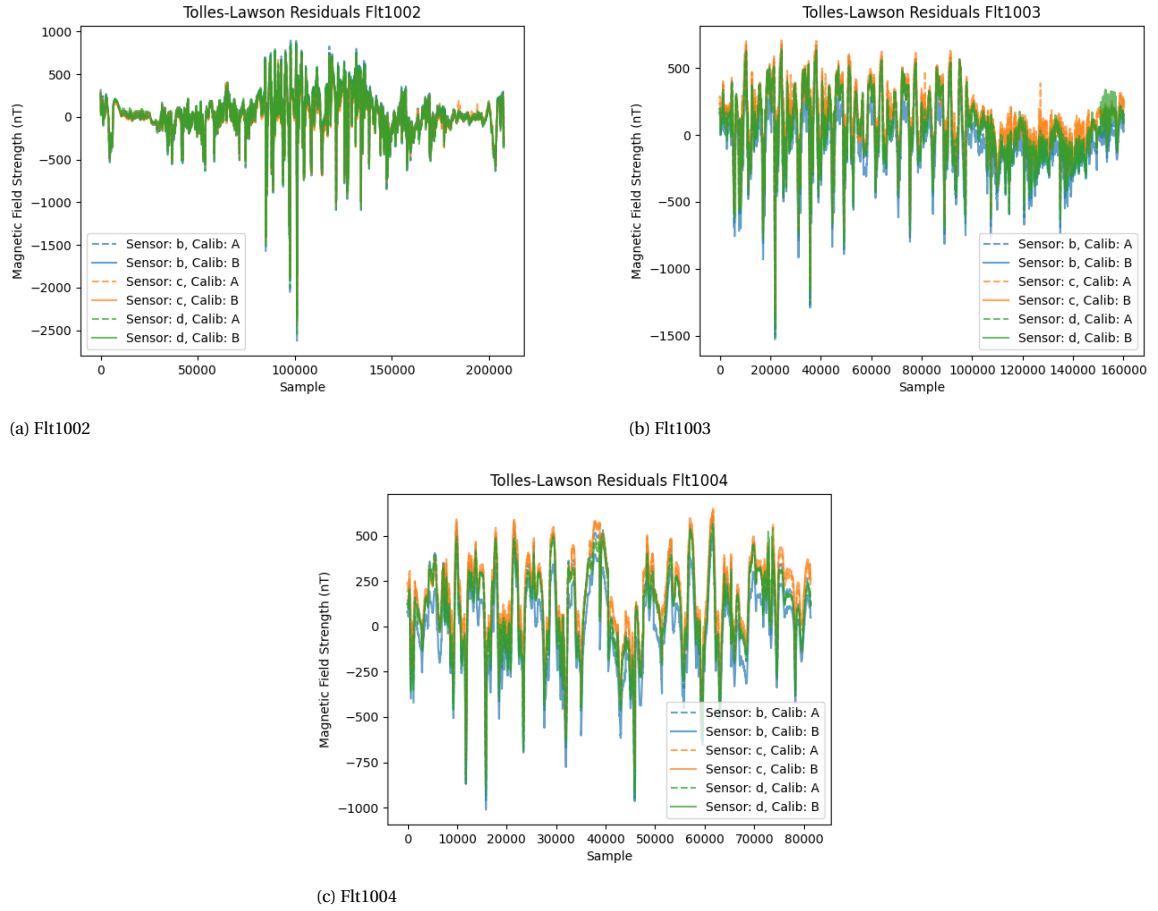 Tolles-Lawson Residuals Flt1002
1000
500
0
−500
−1000
−1500
−2000
−2500
Magnetic Field Strength (nT)
Sensor: b, Calib: A
Sensor: b, Calib: B
Sensor: c, Calib: A
Sensor: c, Calib: B
Sensor: d, Calib: A
Sensor: d, Calib: B
0 50000 100000 150000 200000
Sample
(a) Flt1002
Tolles-Lawson Residuals Flt1003
500
0
−500
−1000
−1500
Magnetic Field Strength (nT)
Sensor: b, Calib: A
Sensor: b, Calib: B
Sensor: c, Calib: A
Sensor: c, Calib: B
Sensor: d, Calib: A
Sensor: d, Calib: B
0 20000 40000 60000 80000 100000 120000 140000 160000
Sample
(b) Flt1003
Tolles-Lawson Residuals Flt1004
500
250
0
−250
−500
−750
−1000
Magnetic Field Strength (nT)
Sensor: b, Calib: A
Sensor: b, Calib: B
Sensor: c, Calib: A
Sensor: c, Calib: B
Sensor: d, Calib: A
Sensor: d, Calib: B
0 10000 20000 30000 40000 50000 60000 70000 80000
Sample
(c) Flt1004